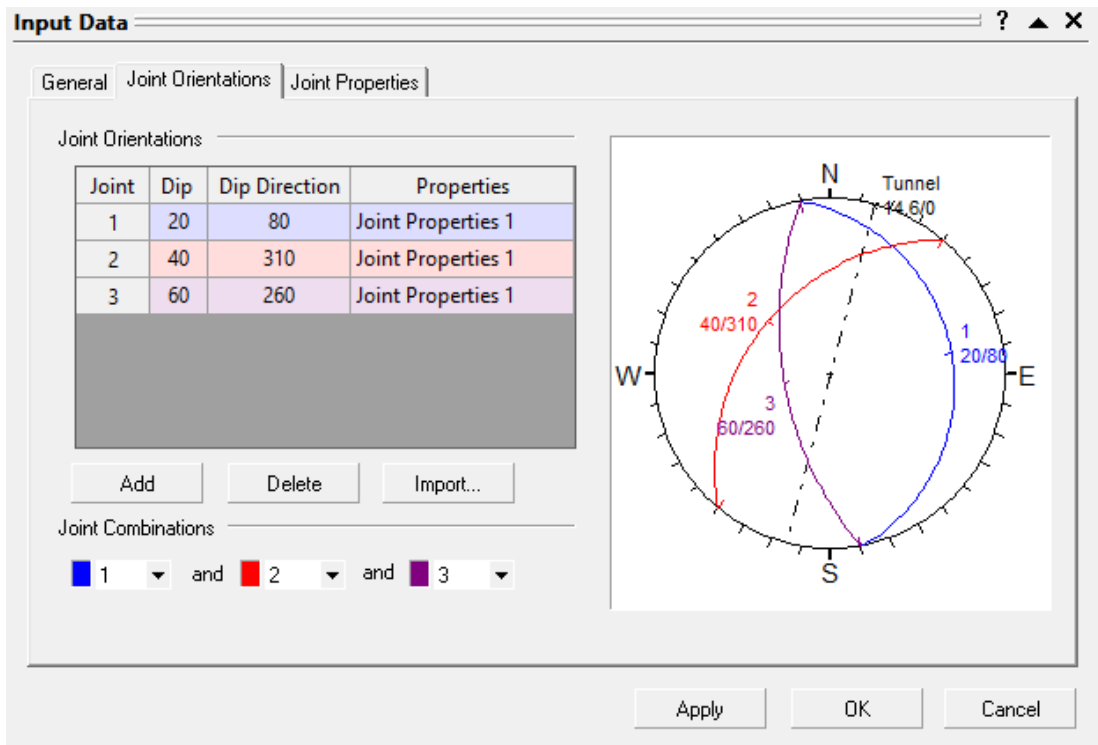 Input Data ? ▲ ✕
General Joint Orientations Joint Properties
Joint Orientations
Joint Dip Dip Direction Properties
1 20 80 Joint Properties 1
2 40 310 Joint Properties 1
3 60 260 Joint Properties 1
Add Delete Import...
Joint Combinations
1 and 2 and 3
N
Tunnel
14.6/0
2
40/310
1
20/80
W E
3
60/260
S
Apply OK Cancel